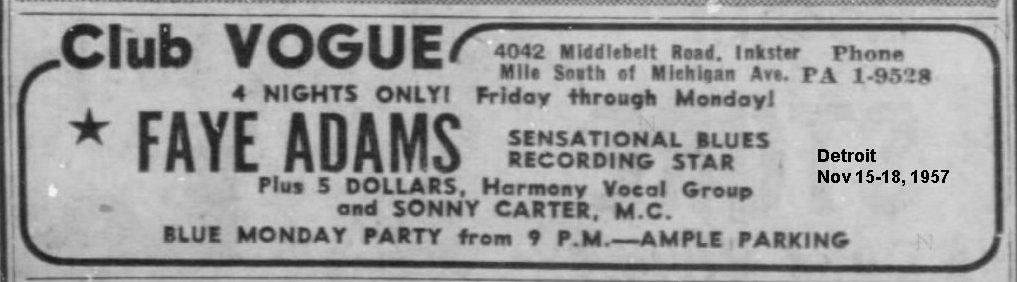 Club VOGUE
4042 Middlebelt Road, Inkster Phone
Mile South of Michigan Ave. PA 1-9528
4 NIGHTS ONLY! Friday through Monday!
★ FAYE ADAMS
SENSATIONAL BLUES
RECORDING STAR
Detroit
Nov 15-18, 1957
Plus 5 DOLLARS, Harmony Vocal Group
and SONNY CARTER, M.C.
BLUE MONDAY PARTY from 9 P.M.—AMPLE PARKING